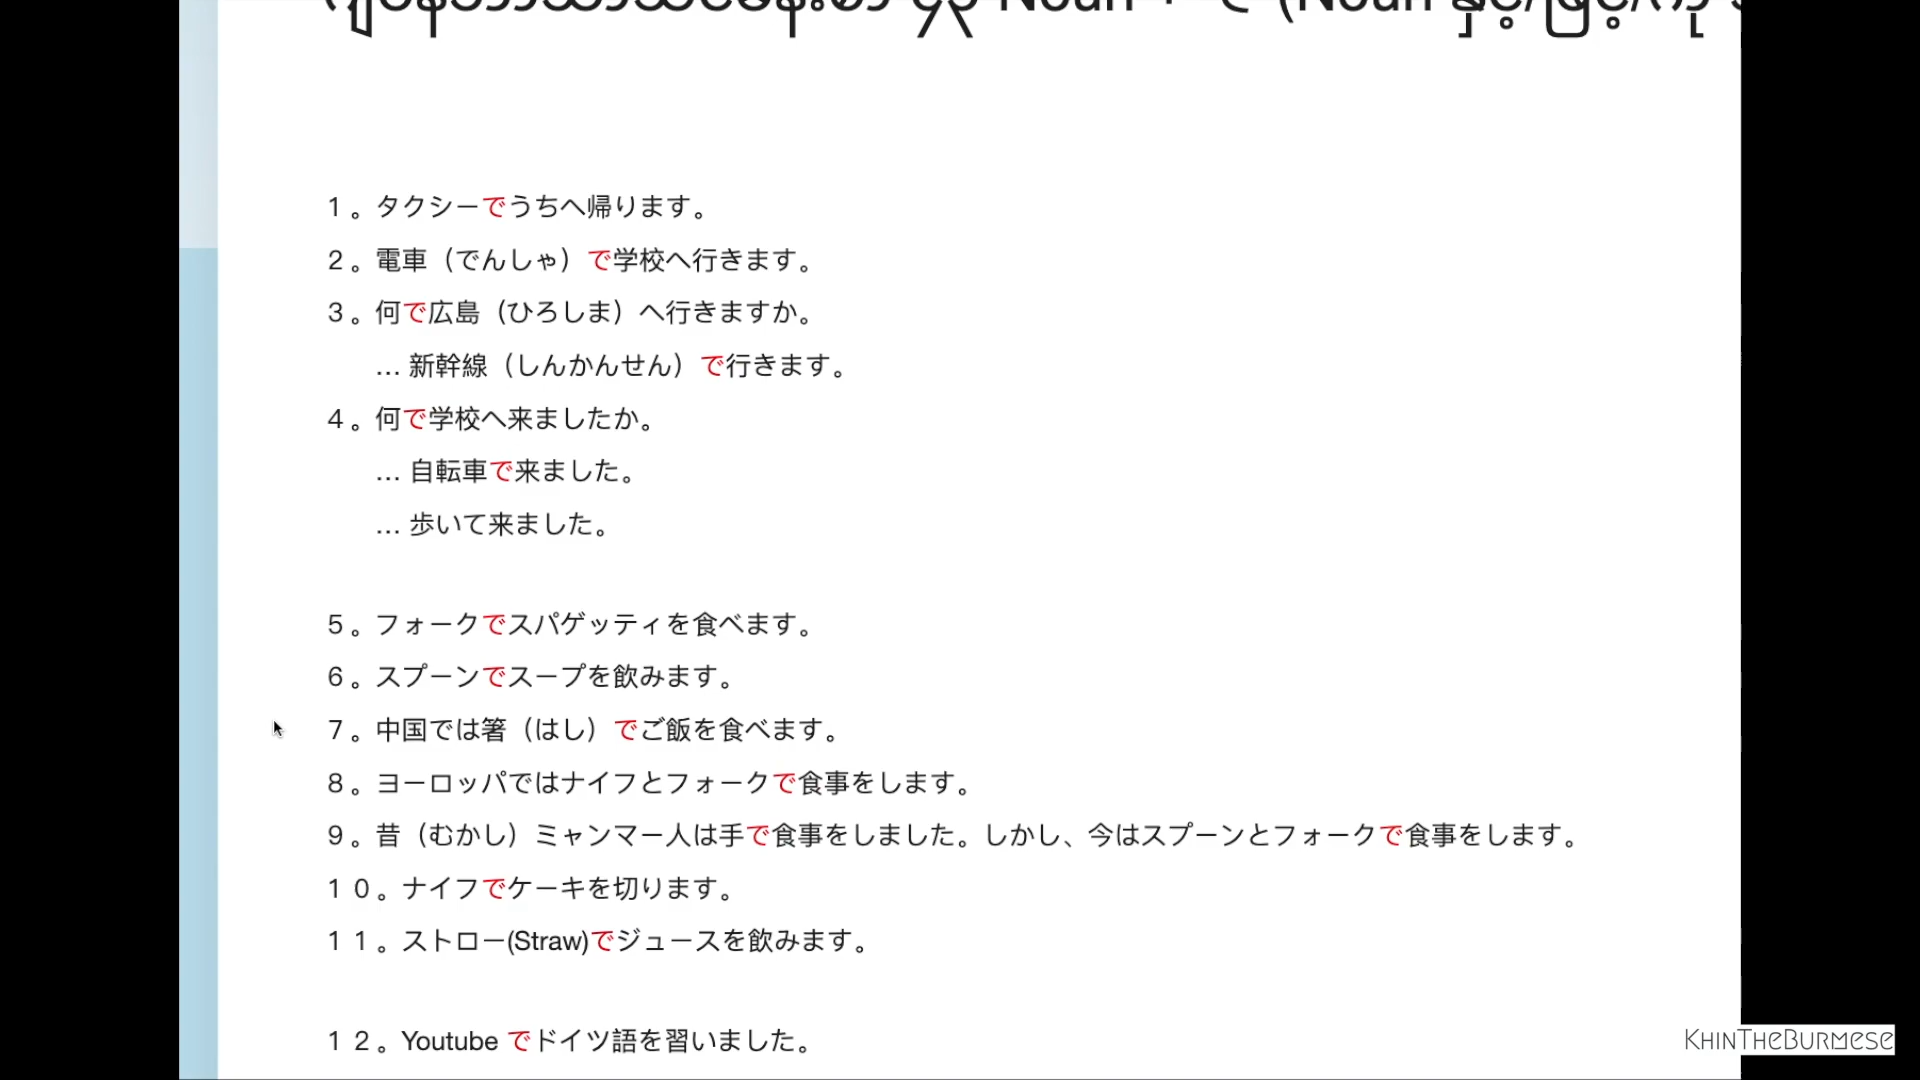 Noun + で (Noun
１。タクシーでうちへ帰ります。
２。電車（でんしゃ）で学校へ行きます。
３。何で広島（ひろしま）へ行きますか。
… 新幹線（しんかんせん）で行きます。
４。何で学校へ来ましたか。
… 自転車で来ました。
… 歩いて来ました。
５。フォークでスパゲッティを食べます。
６。スプーンでスープを飲みます。
７。中国では箸（はし）でご飯を食べます。
８。ヨーロッパではナイフとフォークで食事をします。
９。昔（むかし）ミャンマー人は手で食事をしました。しかし、今はスプーンとフォークで食事をします。
１０。ナイフでケーキを切ります。
１１。ストロー(Straw)でジュースを飲みます。
１２。Youtube でドイツ語を習いました。
KHINTHEBURMESE